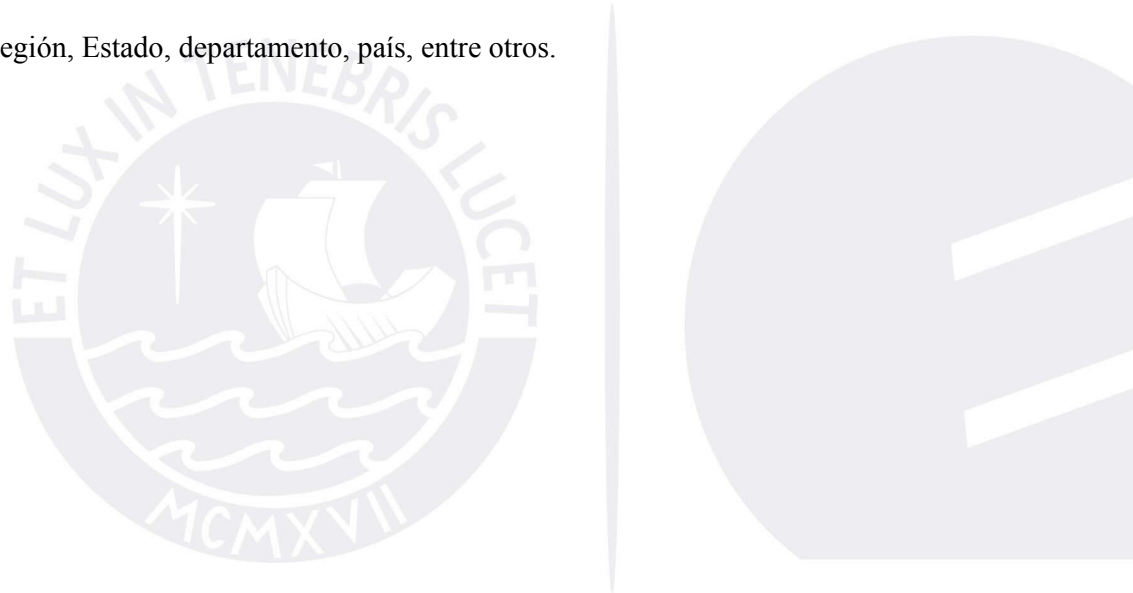 egión, Estado, departamento, país, entre otros.
ET LUX IN TENEBRIS LUCET
MCMXVII